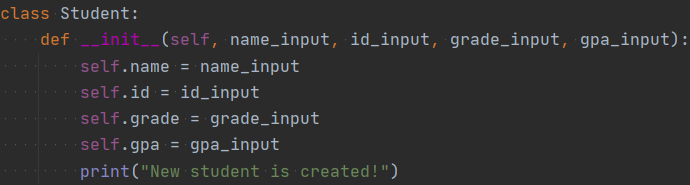 class Student:
    def __init__(self, name_input, id_input, grade_input, gpa_input):
        self.name = name_input
        self.id = id_input
        self.grade = grade_input
        self.gpa = gpa_input
        print("New student is created!")